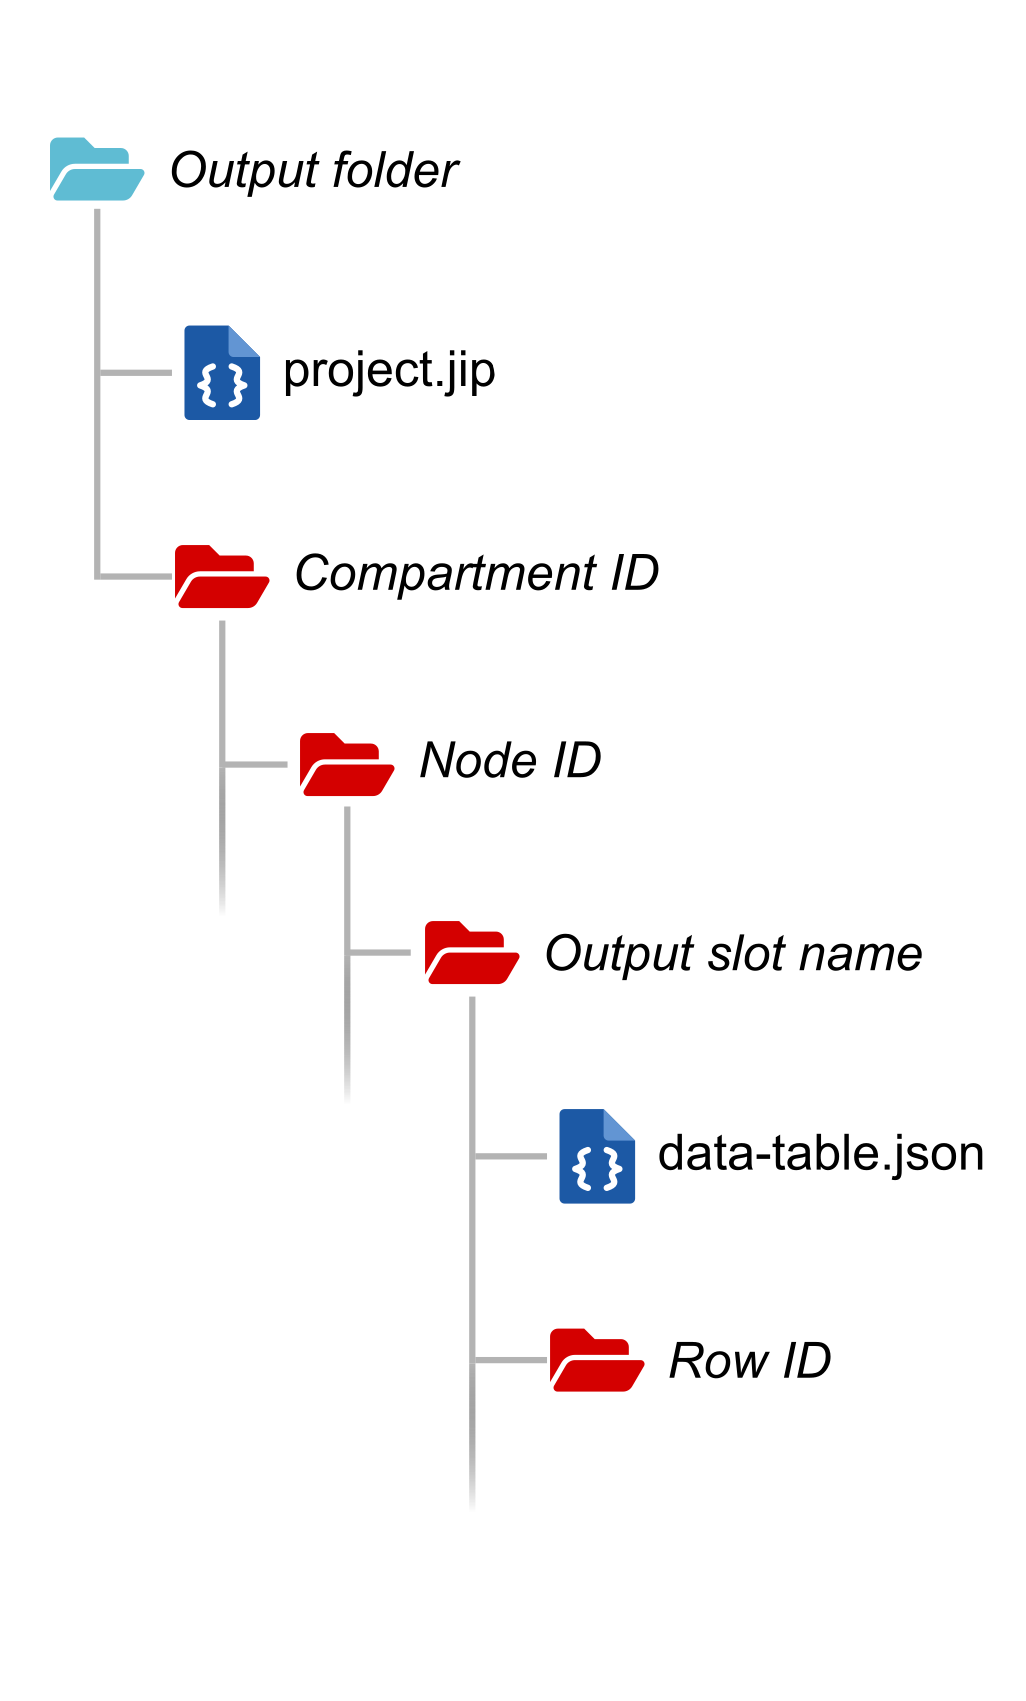 Output folder
project.jip
Compartment ID
Node ID
Output slot name
data-table.json
Row ID